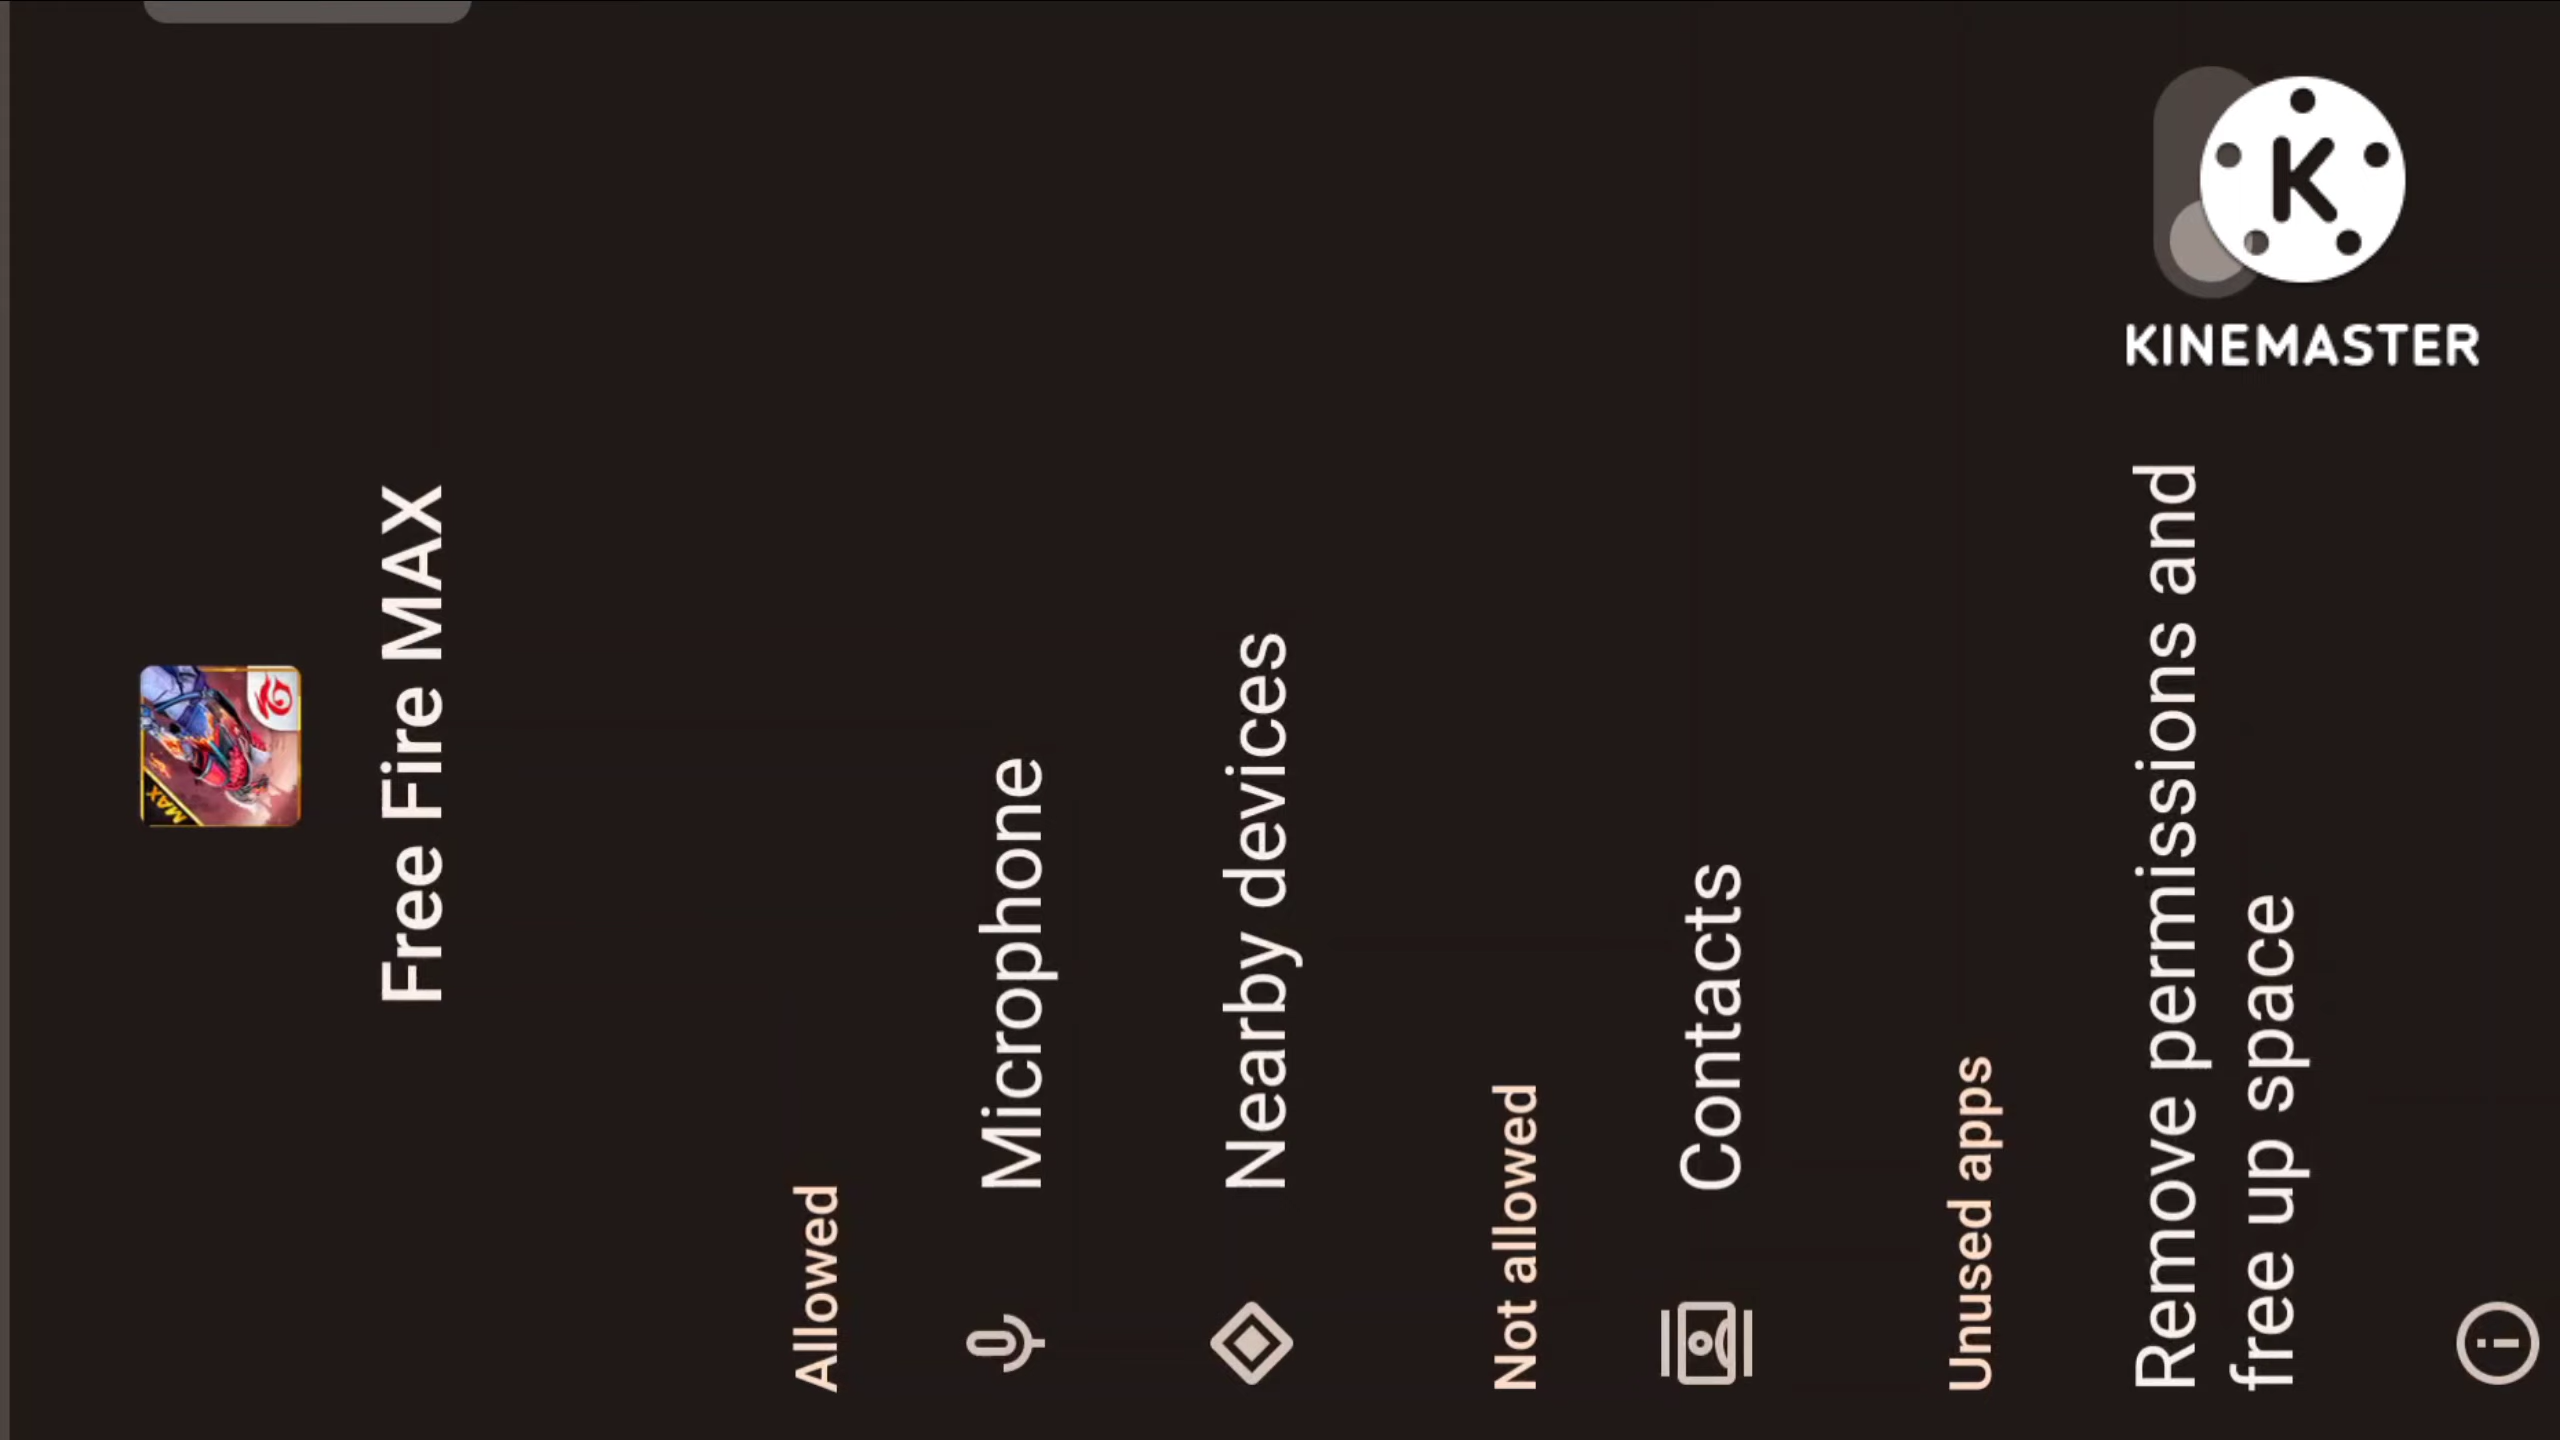 Free Fire MAX
Allowed
Microphone
Nearby devices
Not allowed
Contacts
Unused apps
Remove permissions and
free up space
MAX
K
KINEMASTER